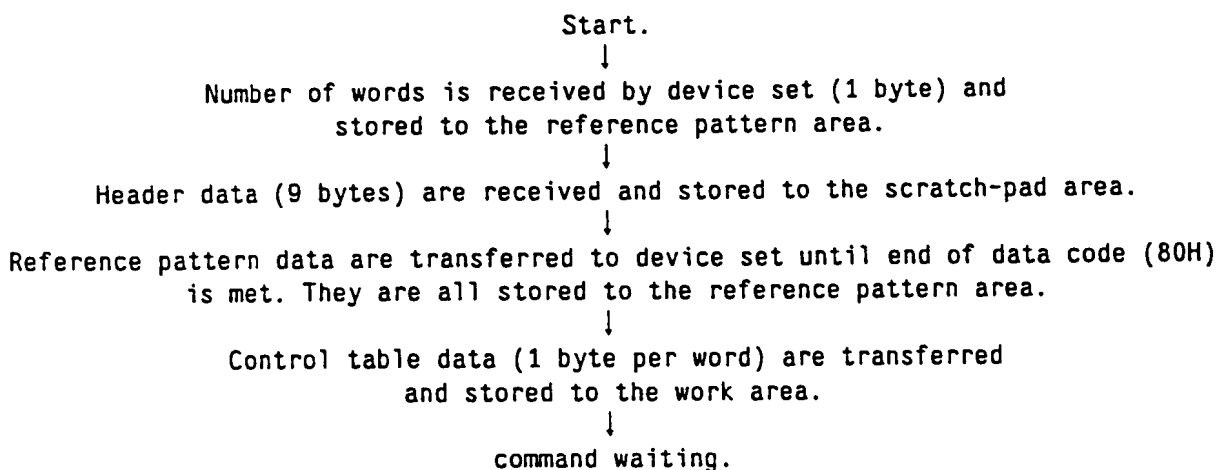 Start.
↓
Number of words is received by device set (1 byte) and
stored to the reference pattern area.
↓
Header data (9 bytes) are received and stored to the scratch-pad area.
↓
Reference pattern data are transferred to device set until end of data code (80H)
is met. They are all stored to the reference pattern area.
↓
Control table data (1 byte per word) are transferred
and stored to the work area.
↓
command waiting.